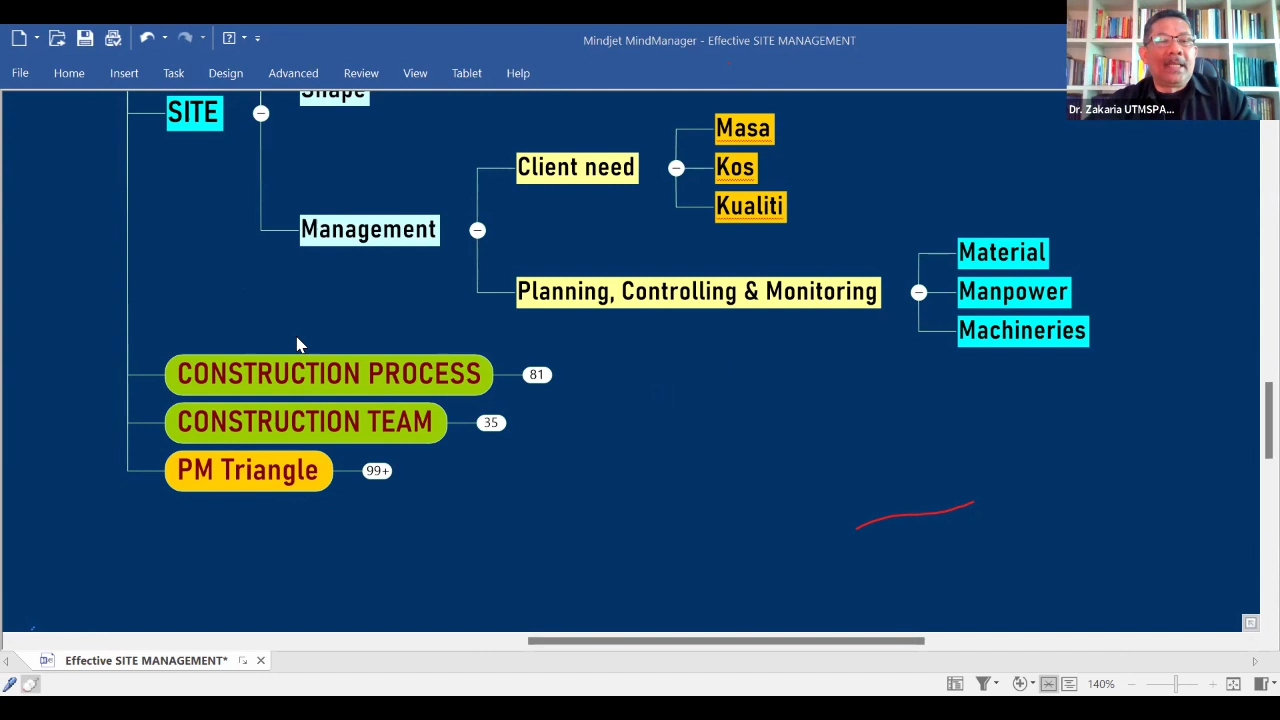 Mindjet MindManager - Effective SITE MANAGEMENT
File Home Insert Task Design Advanced Review View Tablet Help
Dr. Zakaria UTMSPA...
Shape
SITE
Masa
Client need
Kos
Kualiti
Management
Material
Planning, Controlling & Monitoring
Manpower
Machineries
CONSTRUCTION PROCESS 81
CONSTRUCTION TEAM 35
PM Triangle 99+
Effective SITE MANAGEMENT*
140%